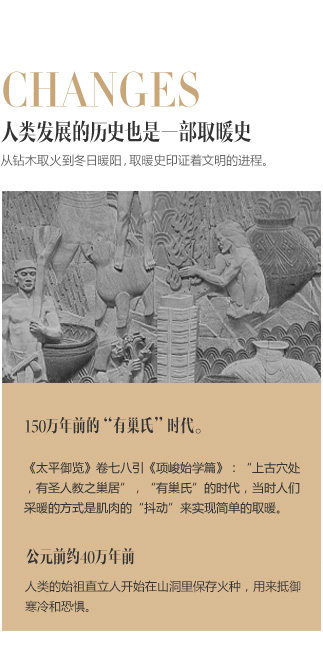 CHANGES
人类发展的历史也是一部取暖史
从钻木取火到冬日暖阳，取暖史印证着文明的进程。
150万年前的“有巢氏”时代。
《太平御览》卷七八引《项峻始学篇》：“上古穴处
，有圣人教之巢居”，“有巢氏”的时代，当时人们
采暖的方式是肌肉的“抖动”来实现简单的取暖。
公元前约40万年前
人类的始祖直立人开始在山洞里保存火种，用来抵御
寒冷和恐惧。